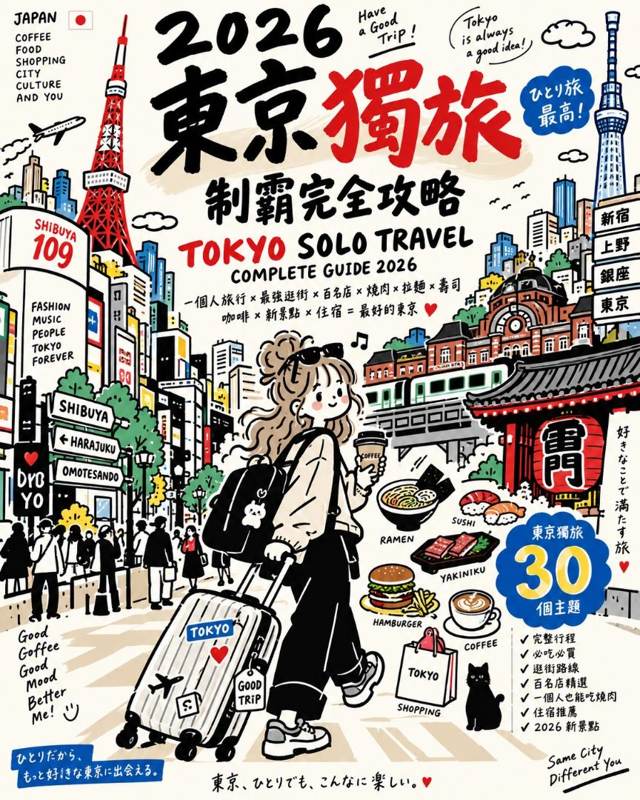 JAPAN
COFFEE
FOOD
SHOPPING
CITY
CULTURE
AND YOU
2026
Have
a Good
Trip!
Tokyo
is always
a good idea!
東京獨旅
ひとり旅
最高!
制霸完全攻略
TOKYO SOLO TRAVEL
COMPLETE GUIDE 2026
一個人旅行×最強逛街×百名店×燒肉×拉麵×壽司
咖啡×新景點×住宿=最好的東京
SHIBUYA
109
FASHION
MUSIC
PEOPLE
TOKYO
FOREVER
新宿
上野
銀座
東京
SHIBUYA
← HARAJUKU
OMOTESANDO
COFFEE
雷門
好きなことで満たす旅
RAMEN
SUSHI
YAKINIKU
HAMBURGER
COFFEE
TOKYO
SHOPPING
東京獨旅
30
個主題
✓ 完整行程
✓ 必吃必買
✓ 逛街路線
✓ 百名店精選
✓ 一個人也能吃燒肉
✓ 住宿推薦
✓ 2026 新景點
Good
Coffee
Good
Mood
Better
Me!
TOKYO
GOOD
TRIP
ひとりだから、
もっと好きな東京に出会える。
東京、ひとりでも、こんなに楽しい。
Same City
Different You